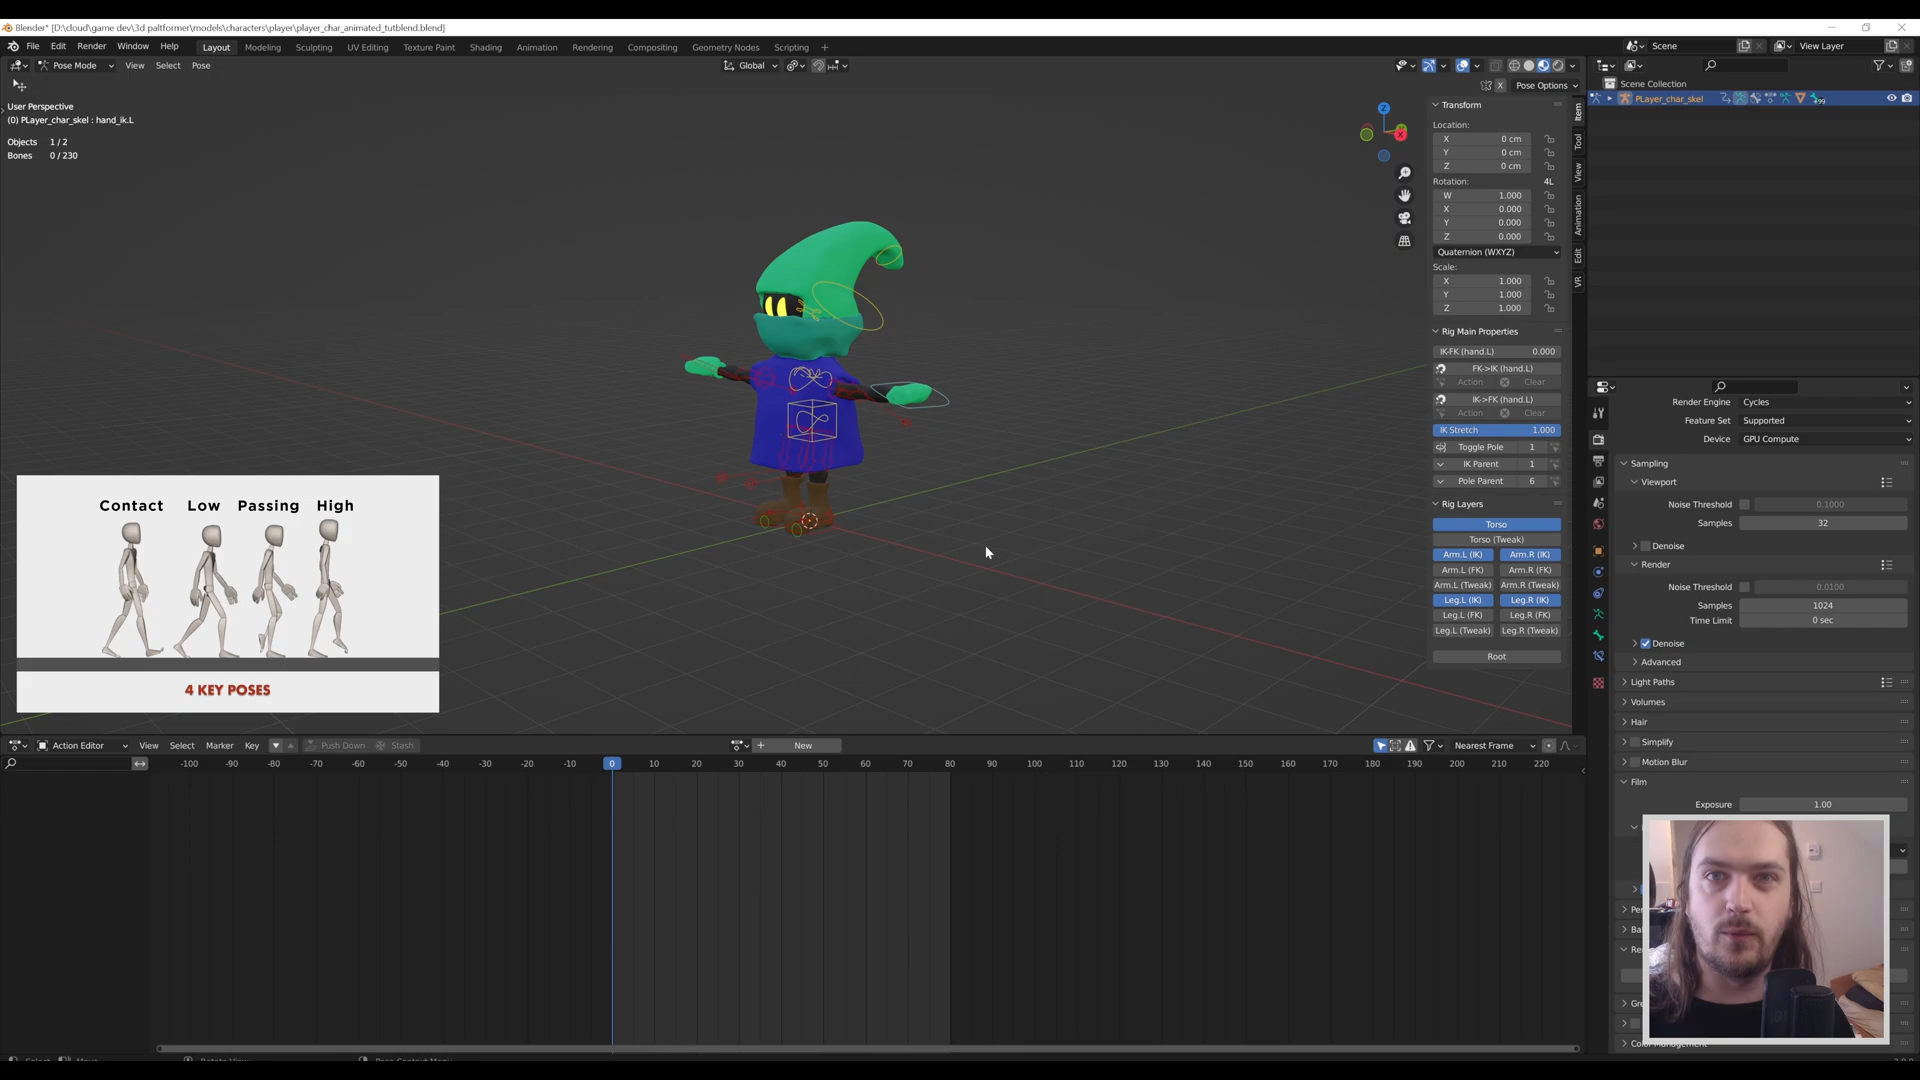 Blender* [D:\cloud\game dev\3d paltformer\models\characters\player\player_char_animated_tutblend.blend]
File Edit Render Window Help Layout Modeling Sculpting UV Editing Texture Paint Shading Animation Rendering Compositing Geometry Nodes Scripting + Scene View Layer
Pose Mode View Select Pose Global
X Pose Options
Scene Collection
PLayer_char_skel
User Perspective
(0) PLayer_char_skel : hand_ik.L
Objects 1 / 2
Bones 0 / 230
Z
X
Transform
Location:
X 0 cm
Y 0 cm
Z 0 cm
Rotation: 4L
W 1.000
X 0.000
Y 0.000
Z 0.000
Quaternion (WXYZ)
Scale:
X 1.000
Y 1.000
Z 1.000
Rig Main Properties
IK-FK (hand.L) 0.000
FK->IK (hand.L)
Action Clear
IK->FK (hand.L)
Action Clear
IK Stretch 1.000
Toggle Pole 1
IK Parent 1
Pole Parent 6
Rig Layers
Torso
Torso (Tweak)
Arm.L (IK) Arm.R (IK)
Arm.L (FK) Arm.R (FK)
Arm.L (Tweak) Arm.R (Tweak)
Leg.L (IK) Leg.R (IK)
Leg.L (FK) Leg.R (FK)
Leg.L (Tweak) Leg.R (Tweak)
Root
Item
Tool
View
Animation
Edit
VR
Render Engine Cycles
Feature Set Supported
Device GPU Compute
Sampling
Viewport
Noise Threshold 0.1000
Samples 32
Denoise
Render
Noise Threshold 0.0100
Samples 1024
Time Limit 0 sec
Denoise
Advanced
Light Paths
Volumes
Hair
Simplify
Motion Blur
Film
Exposure 1.00
Contact Low Passing High
4 KEY POSES
Action Editor View Select Marker Key Push Down Stash + New Nearest Frame
-100 -90 -80 -70 -60 -50 -40 -30 -20 -10 0 10 20 30 40 50 60 70 80 90 100 110 120 130 140 150 160 170 180 190 200 210 220